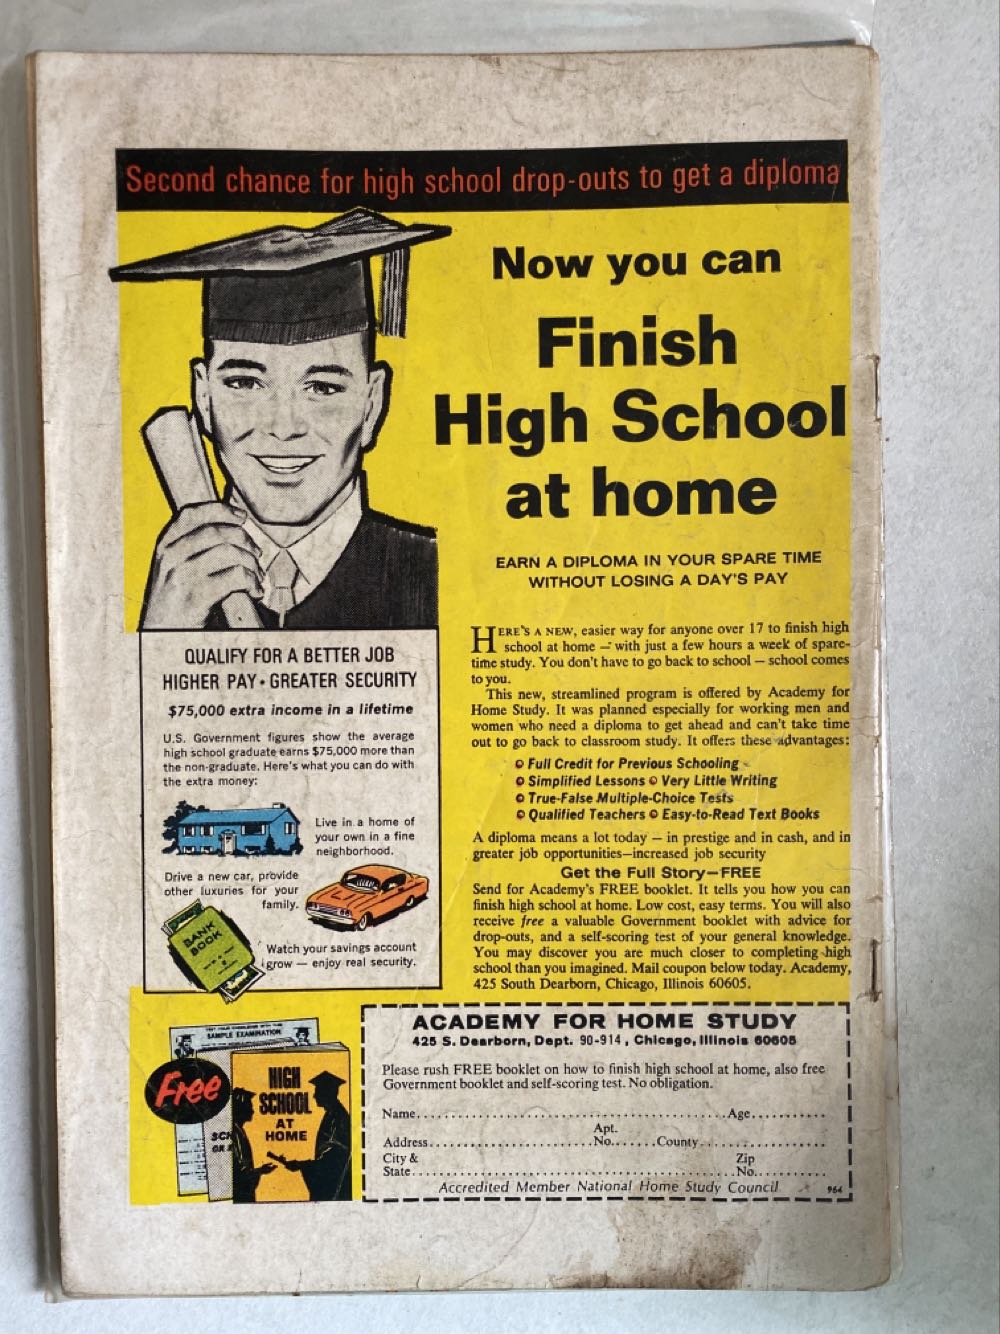 Second chance for high school drop-outs to get a diploma
Now you can
Finish
High School
at home
EARN A DIPLOMA IN YOUR SPARE TIME
WITHOUT LOSING A DAY'S PAY
HERE'S A NEW, easier way for anyone over 17 to finish high
school at home — with just a few hours a week of spare-
time study. You don't have to go back to school — school comes
to you.
This new, streamlined program is offered by Academy for
Home Study. It was planned especially for working men and
women who need a diploma to get ahead and can't take time
out to go back to classroom study. It offers these advantages:
Full Credit for Previous Schooling
Simplified Lessons Very Little Writing
True-False Multiple-Choice Tests
Qualified Teachers Easy-to-Read Text Books
A diploma means a lot today — in prestige and in cash, and in
greater job opportunities—increased job security
Get the Full Story—FREE
Send for Academy's FREE booklet. It tells you how you can
finish high school at home. Low cost, easy terms. You will also
receive free a valuable Government booklet with advice for
drop-outs, and a self-scoring test of your general knowledge.
You may discover you are much closer to completing high
school than you imagined. Mail coupon below today. Academy,
425 South Dearborn, Chicago, Illinois 60605.
QUALIFY FOR A BETTER JOB
HIGHER PAY • GREATER SECURITY
$75,000 extra income in a lifetime
U.S. Government figures show the average
high school graduate earns $75,000 more than
the non-graduate. Here's what you can do with
the extra money:
Live in a home of
your own in a fine
neighborhood.
Drive a new car, provide
other luxuries for your
family.
BANK
BOOK
Watch your savings account
grow — enjoy real security.
TEST YOUR KNOWLEDGE WITH THIS
SAMPLE EXAMINATION
Free
HIGH
SCHOOL
AT
HOME
ACADEMY FOR HOME STUDY
425 S. Dearborn, Dept. 90-914, Chicago, Illinois 60605
Please rush FREE booklet on how to finish high school at home, also free
Government booklet and self-scoring test. No obligation.
Name........................................................Age.............
Apt.
Address...............................No.......County......................
City & Zip
State......................................................No.............
Accredited Member National Home Study Council 964